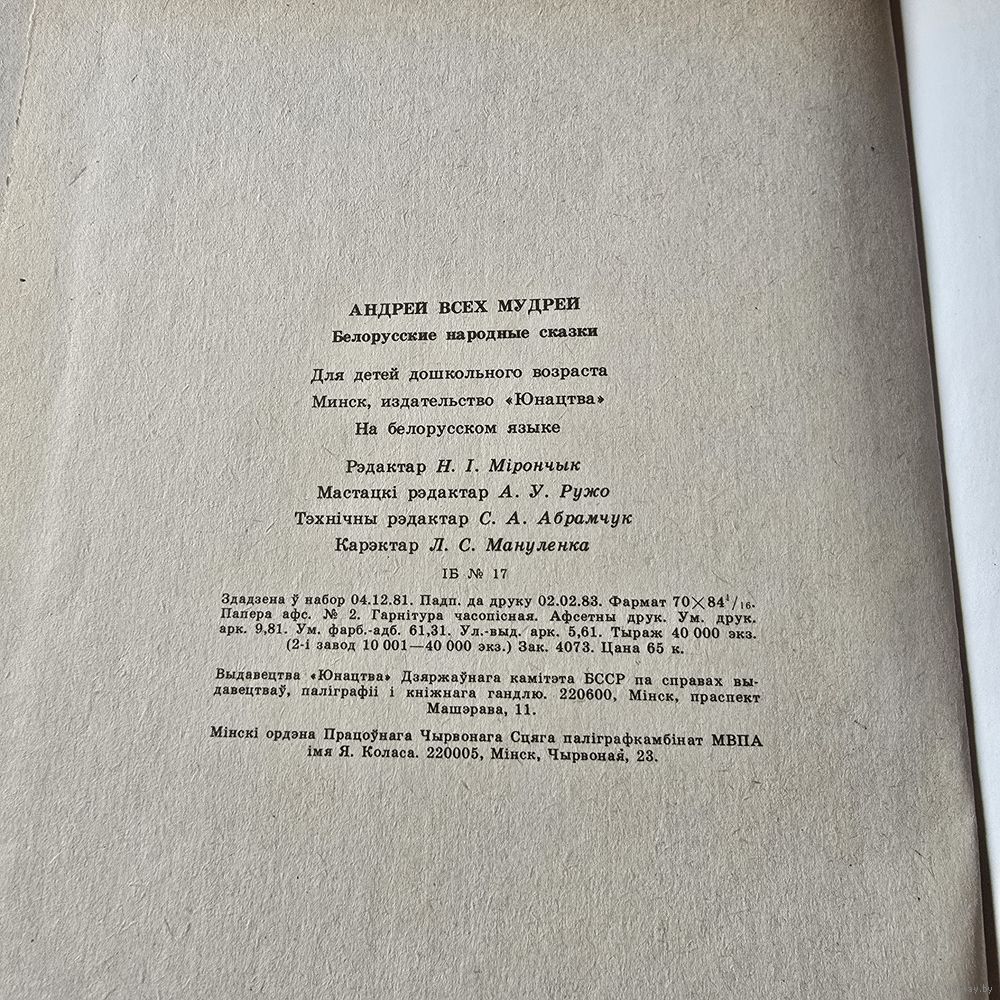 АНДРЕЙ ВСЕХ МУДРЕЙ
Белорусские народные сказки
Для детей дошкольного возраста
Минск, издательство «Юнацтва»
На белорусском языке
Рэдактар Н. І. Мірончык
Мастацкі рэдактар А. У. Ружо
Тэхнічны рэдактар С. А. Абрамчук
Карэктар Л. С. Мануленка
ІБ № 17
Здадзена ў набор 04.12.81. Падп. да друку 02.02.83. Фармат 70×84¹/₁₆.
Папера афс. № 2. Гарнітура часопісная. Афсетны друк. Ум. друк.
арк. 9,81. Ум. фарб.-адб. 61,31. Ул.-выд. арк. 5,61. Тыраж 40 000 экз.
(2-і завод 10 001—40 000 экз.) Зак. 4073. Цана 65 к.
Выдавецтва «Юнацтва» Дзяржаўнага камітэта БССР па справах вы-
давецтваў, паліграфіі і кніжнага гандлю. 220600, Мінск, праспект
Машэрава, 11.
Мінскі ордэна Працоўнага Чырвонага Сцяга паліграфкамбінат МВПА
імя Я. Коласа. 220005, Мінск, Чырвоная, 23.
ay.by